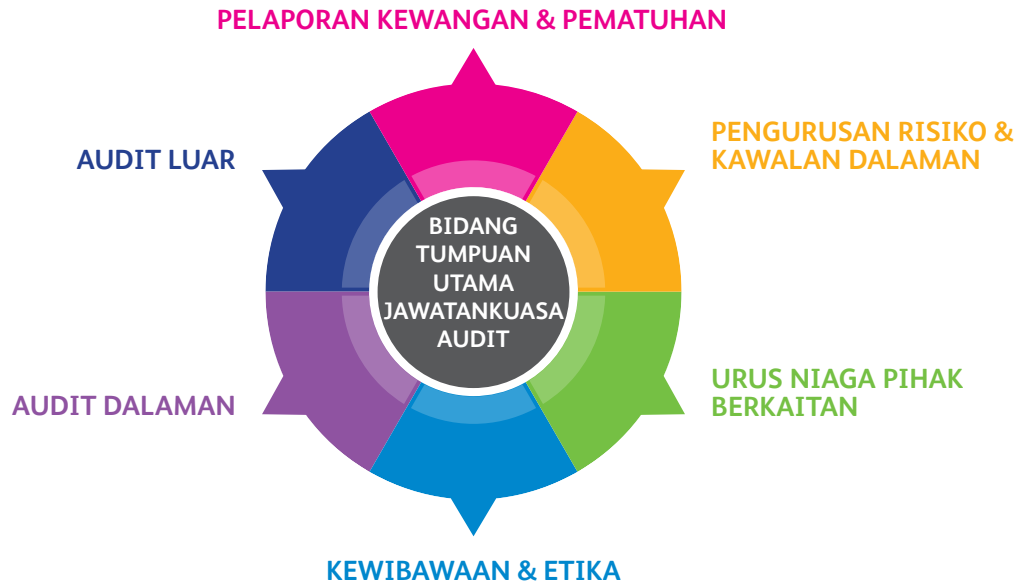 PELAPORAN KEWANGAN & PEMATUHAN
PENGURUSAN RISIKO &
KAWALAN DALAMAN
URUS NIAGA PIHAK
BERKAITAN
KEWIBAWAAN & ETIKA
AUDIT DALAMAN
AUDIT LUAR
BIDANG
TUMPUAN
UTAMA
JAWATANKUASA
AUDIT